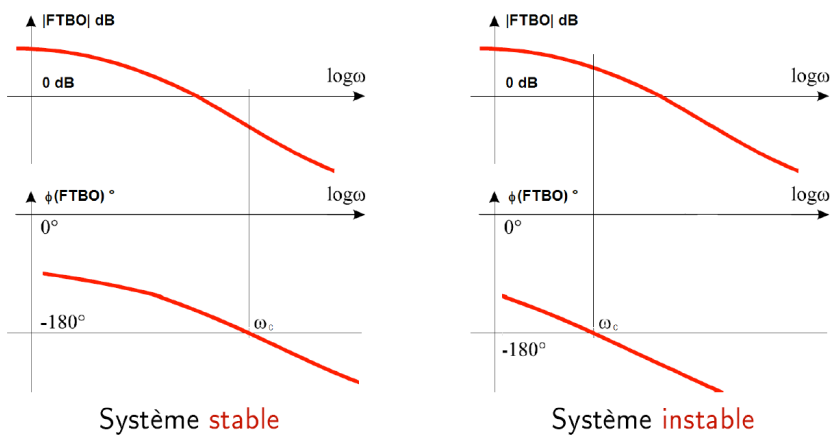 |FTBO| dB
logω
0 dB
ϕ(FTBO) °
logω
0°
-180°
ω c
Système stable
|FTBO| dB
logω
0 dB
ϕ(FTBO) °
logω
0°
ω c
-180°
Système instable